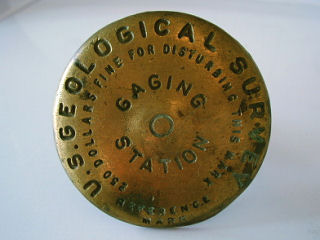 U.S. GEOLOGICAL SURVEY
250 DOLLARS FINE FOR DISTURBING THIS MARK
GAGING
STATION
REFERENCE
MARK